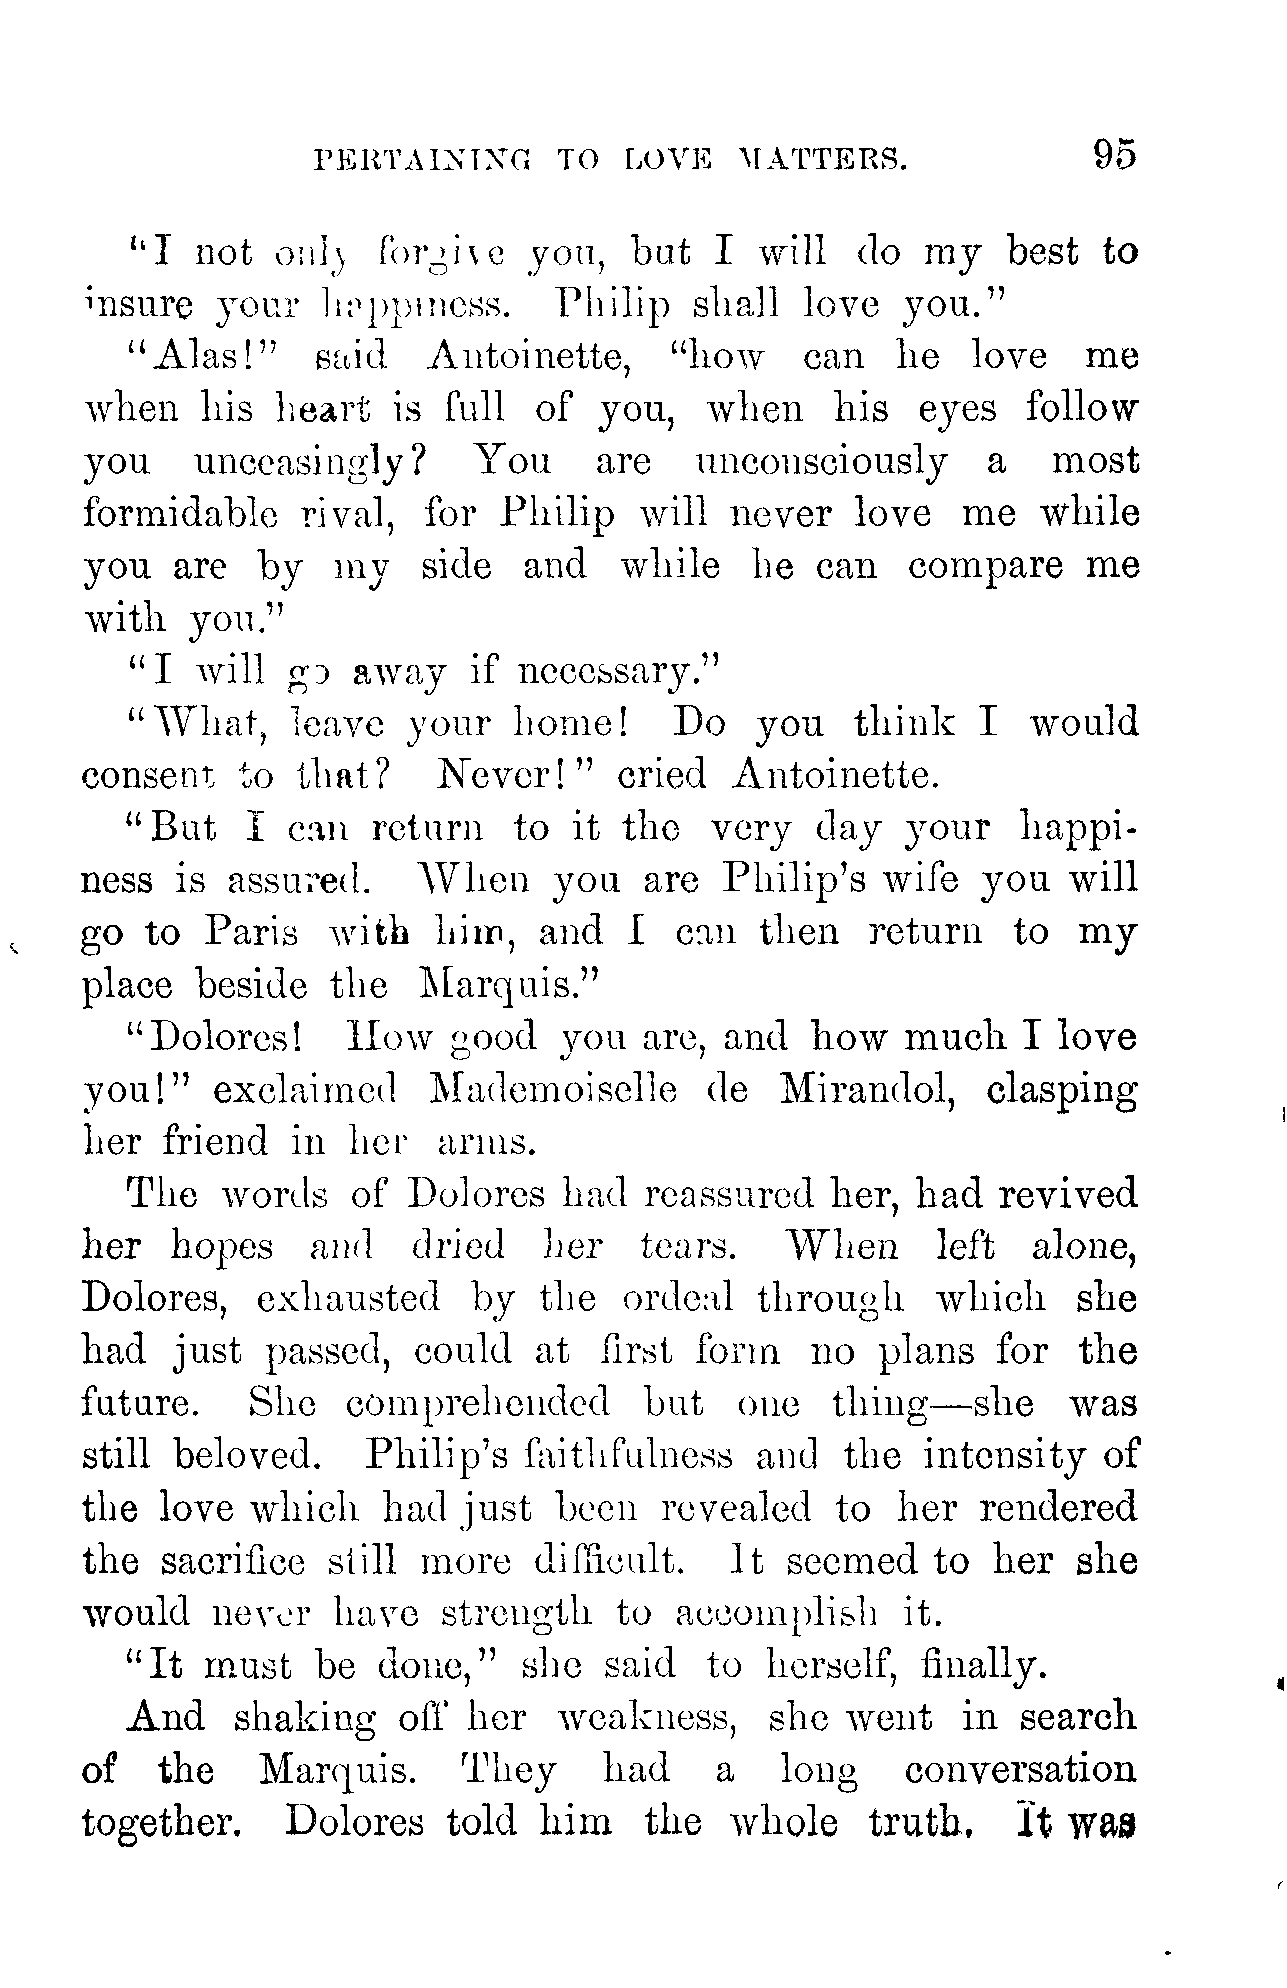 PERTAINING TO LOVE MATTERS. 95
"I not only forgive you, but I will do my best to
insure your happiness. Philip shall love you."
"Alas!" said Antoinette, "how can he love me
when his heart is full of you, when his eyes follow
you unceasingly? You are unconsciously a most
formidable rival, for Philip will never love me while
you are by my side and while he can compare me
with you."
"I will go away if necessary."
"What, leave your home! Do you think I would
consent to that? Never!" cried Antoinette.
"But I can return to it the very day your happi-
ness is assured. When you are Philip's wife you will
go to Paris with him, and I can then return to my
place beside the Marquis."
"Dolores! How good you are, and how much I love
you!" exclaimed Mademoiselle de Mirandol, clasping
her friend in her arms.
The words of Dolores had reassured her, had revived
her hopes and dried her tears. When left alone,
Dolores, exhausted by the ordeal through which she
had just passed, could at first form no plans for the
future. She comprehended but one thing—she was
still beloved. Philip's faithfulness and the intensity of
the love which had just been revealed to her rendered
the sacrifice still more difficult. It seemed to her she
would never have strength to accomplish it.
"It must be done," she said to herself, finally.
And shaking off her weakness, she went in search
of the Marquis. They had a long conversation
together. Dolores told him the whole truth. It was